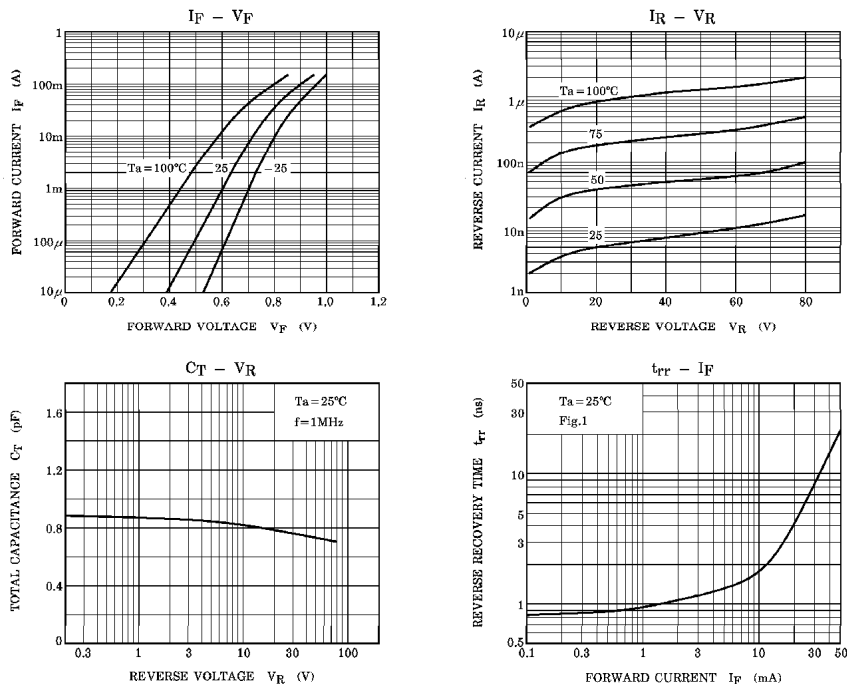 IF – VF
FORWARD CURRENT IF (A)
1
100m
10m
1m
100μ
10μ
Ta=100°C
25
−25
0
0.2
0.4
0.6
0.8
1.0
1.2
FORWARD VOLTAGE VF (V)
IR – VR
REVERSE CURRENT IR (A)
10μ
1μ
100n
10n
1n
Ta=100°C
75
50
25
0
20
40
60
80
REVERSE VOLTAGE VR (V)
CT – VR
TOTAL CAPACITANCE CT (pF)
1.6
1.2
0.8
0.4
0
Ta=25°C
f=1MHz
0.3
1
3
10
30
100
REVERSE VOLTAGE VR (V)
trr – IF
REVERSE RECOVERY TIME trr (ns)
50
30
10
5
3
1
0.5
Ta=25°C
Fig.1
0.1
0.3
1
3
10
30
50
FORWARD CURRENT IF (mA)